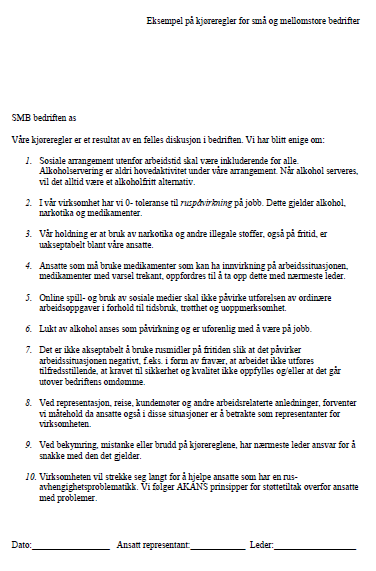 Eksempel på kjøreregler for små og mellomstore bedrifter
SMB bedriften as
Våre kjøreregler er et resultat av en felles diskusjon i bedriften. Vi har blitt enige om:
1. Sosiale arrangement utenfor arbeidstid skal være inkluderende for alle.
Alkoholservering er aldri hovedaktivitet under våre arrangement. Når alkohol serveres,
vil det alltid være et alkoholfritt alternativ.
2. I vår virksomhet har vi 0- toleranse til ruspåvirkning på jobb. Dette gjelder alkohol,
narkotika og medikamenter.
3. Vår holdning er at bruk av narkotika og andre illegale stoffer, også på fritid, er
uakseptabelt blant våre ansatte.
4. Ansatte som må bruke medikamenter som kan ha innvirkning på arbeidssituasjonen,
medikamenter med varsel trekant, oppfordres til å ta opp dette med nærmeste leder.
5. Online spill- og bruk av sosiale medier skal ikke påvirke utførelsen av ordinære
arbeidsoppgaver i forhold til tidsbruk, trøtthet og uoppmerksomhet.
6. Lukt av alkohol anses som påvirkning og er uforenlig med å være på jobb.
7. Det er ikke akseptabelt å bruke rusmidler på fritiden slik at det påvirker
arbeidssituasjonen negativt, f.eks. i form av fravær, at arbeidet ikke utføres
tilfredsstillende, at kravet til sikkerhet og kvalitet ikke oppfylles og/eller at det går
utover bedriftens omdømme.
8. Ved representasjon, reise, kundemøter og andre arbeidsrelaterte anledninger, forventer
vi måtehold da ansatte også i disse situasjoner er å betrakte som representanter for
virksomheten.
9. Ved bekymring, mistanke eller brudd på kjørereglene, har nærmeste leder ansvar for å
snakke med den det gjelder.
10. Virksomheten vil strekke seg langt for å hjelpe ansatte som har en rus-
avhengighetsproblematikk. Vi følger AKANS prinsipper for støttetiltak overfor ansatte
med problemer.
Dato:__________________ Ansatt representant:_____________ Leder:___________________